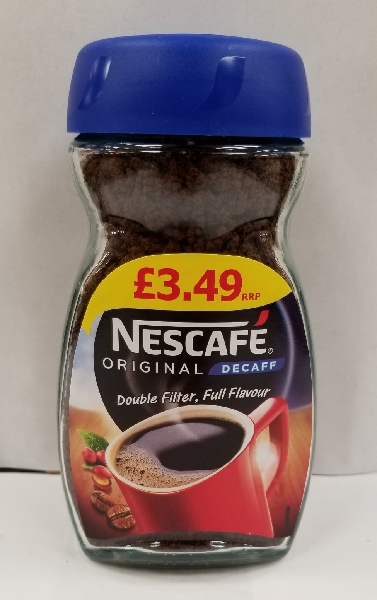 £3.49 RRP
NESCAFÉ®
ORIGINAL DECAFF
Double Filter, Full Flavour